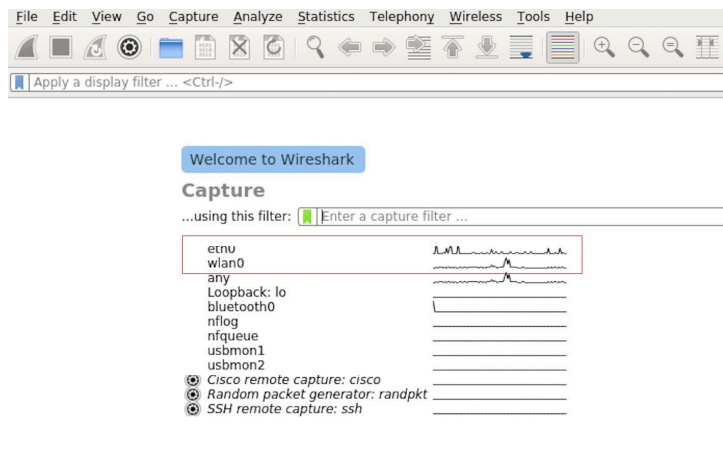 File Edit View Go Capture Analyze Statistics Telephony Wireless Tools Help
Apply a display filter ... <Ctrl-/>
Welcome to Wireshark
Capture
...using this filter: Enter a capture filter ...
eth0
wlan0
any
Loopback: lo
bluetooth0
nflog
nfqueue
usbmon1
usbmon2
Cisco remote capture: cisco
Random packet generator: randpkt
SSH remote capture: ssh